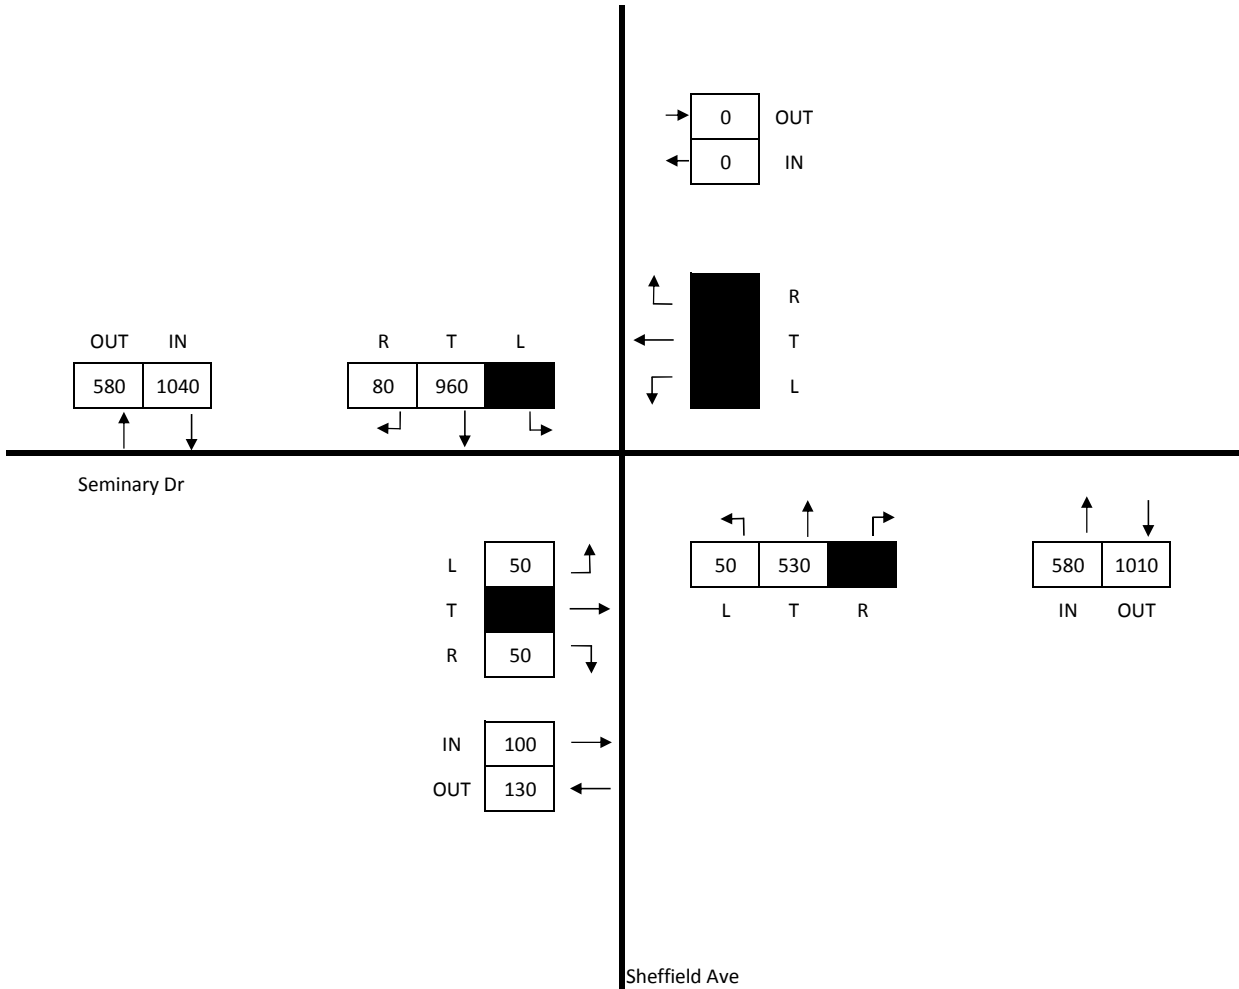 0 OUT
0 IN
R
T
L
OUT IN
580 1040
R T L
80 960
Seminary Dr
L 50
T
R 50
IN 100
OUT 130
50 530
L T R
580 1010
IN OUT
Sheffield Ave